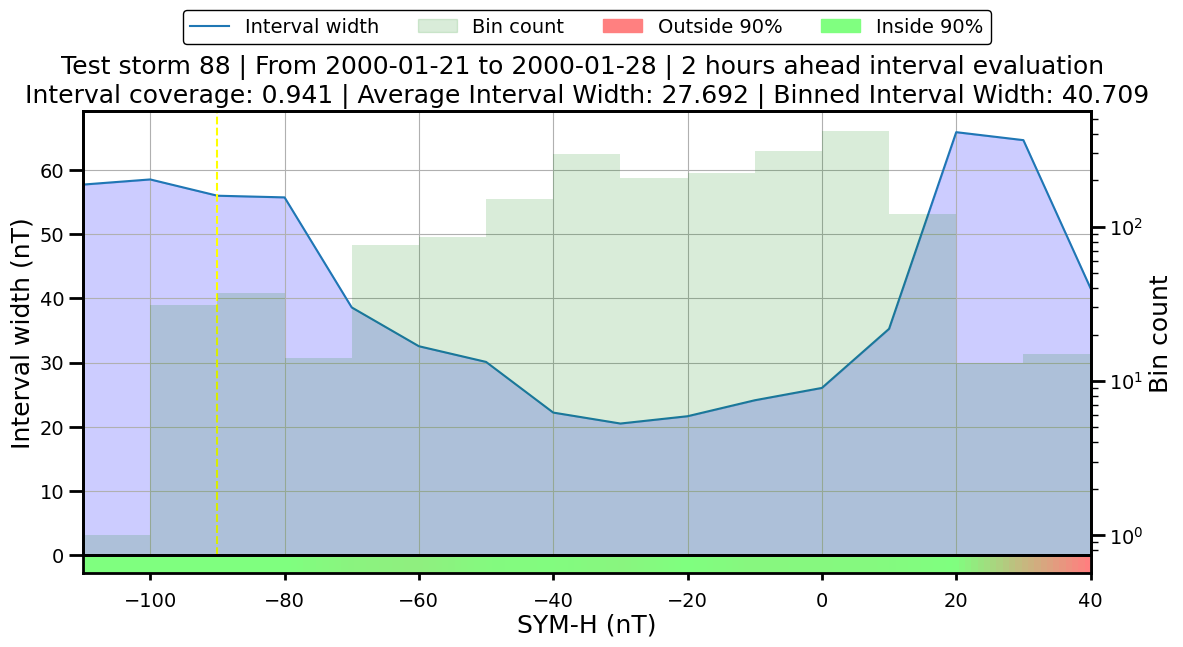 Interval width  Bin count  Outside 90%  Inside 90%
Test storm 88 | From 2000-01-21 to 2000-01-28 | 2 hours ahead interval evaluation
Interval coverage: 0.941 | Average Interval Width: 27.692 | Binned Interval Width: 40.709
Interval width (nT)
60
50
40
30
20
10
0
10²
10¹
10⁰
Bin count
−100 −80 −60 −40 −20 0 20 40
SYM-H (nT)